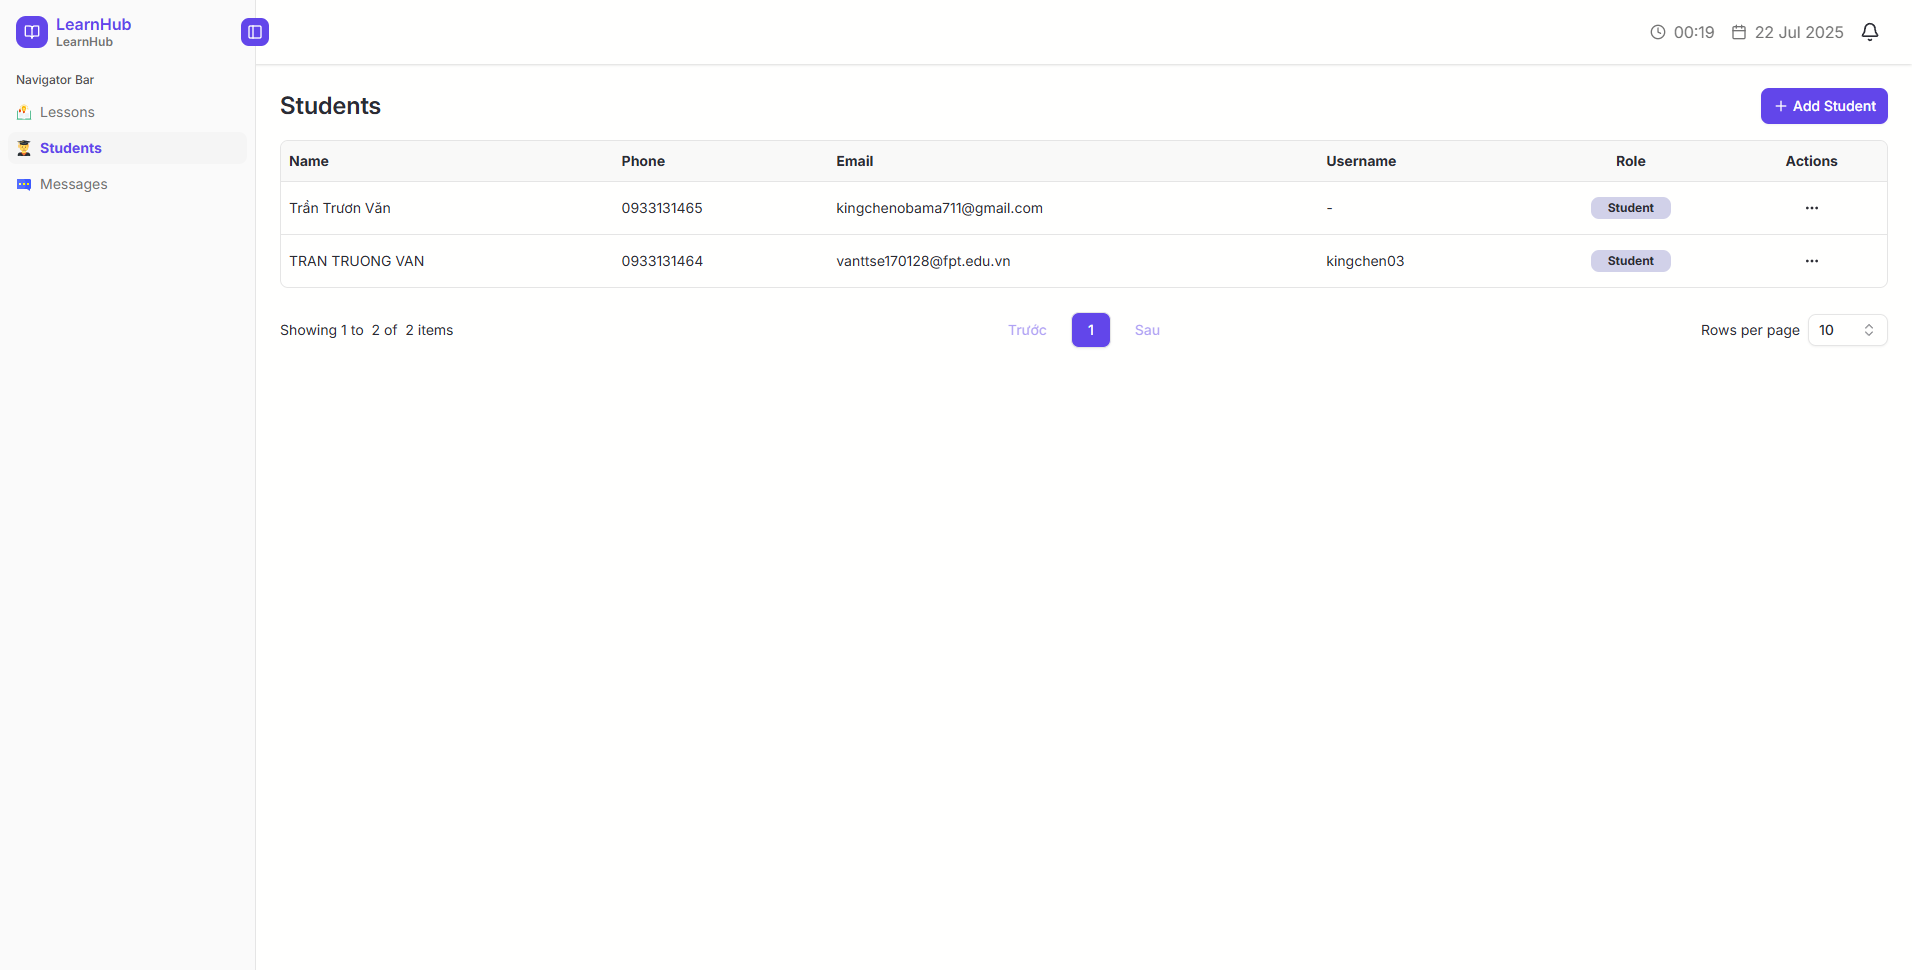 LearnHub
LearnHub
00:19 22 Jul 2025
Navigator Bar
Lessons
Students
Messages
Students
+ Add Student
Name Phone Email Username Role Actions
Trần Trươn Văn 0933131465 kingchenobama711@gmail.com - Student ...
TRAN TRUONG VAN 0933131464 vanttse170128@fpt.edu.vn kingchen03 Student ...
Showing 1 to 2 of 2 items Trước 1 Sau Rows per page 10